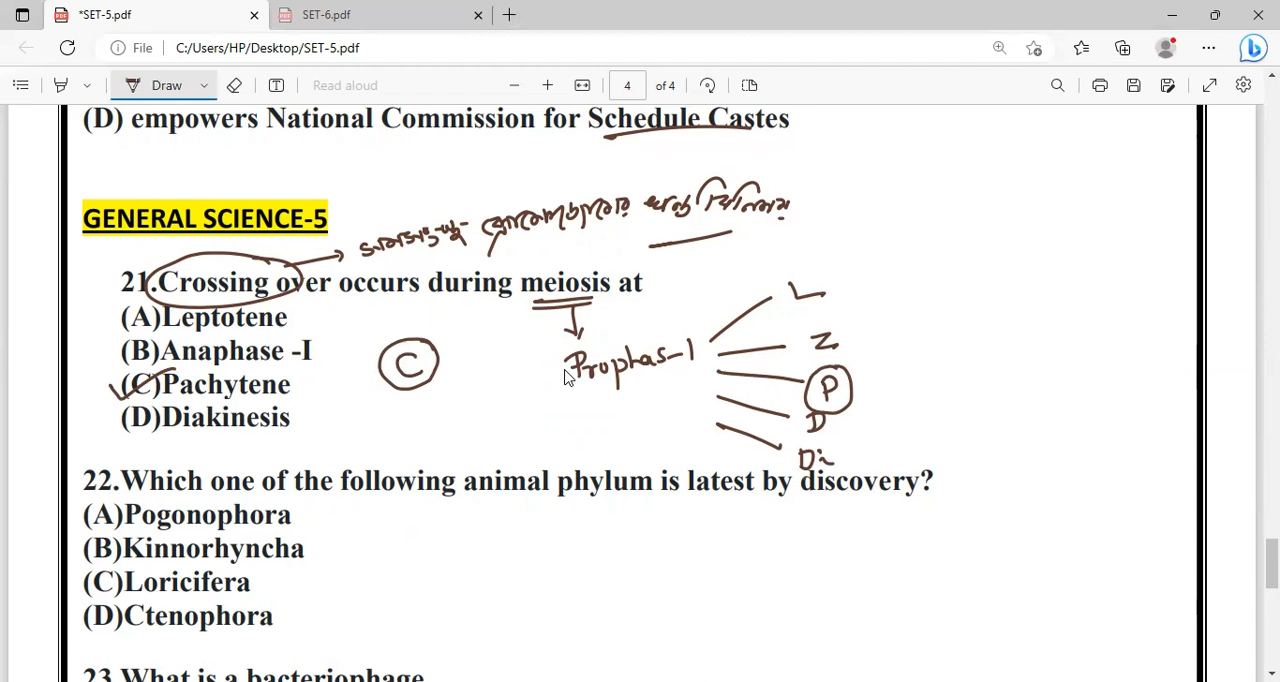 *SET-5.pdf
SET-6.pdf
File C:/Users/HP/Desktop/SET-5.pdf
Draw
Read aloud
4 of 4
(D) empowers National Commission for Schedule Castes
GENERAL SCIENCE-5
ক্রোমোজোমের খন্ড বিনিময়
21.Crossing over occurs during meiosis at
(A)Leptotene
(B)Anaphase -I
(C)Pachytene
(D)Diakinesis
C
Prophas-1
L
Z
P
D
Di
22.Which one of the following animal phylum is latest by discovery?
(A)Pogonophora
(B)Kinnorhyncha
(C)Loricifera
(D)Ctenophora
23.What is a bacteriophage